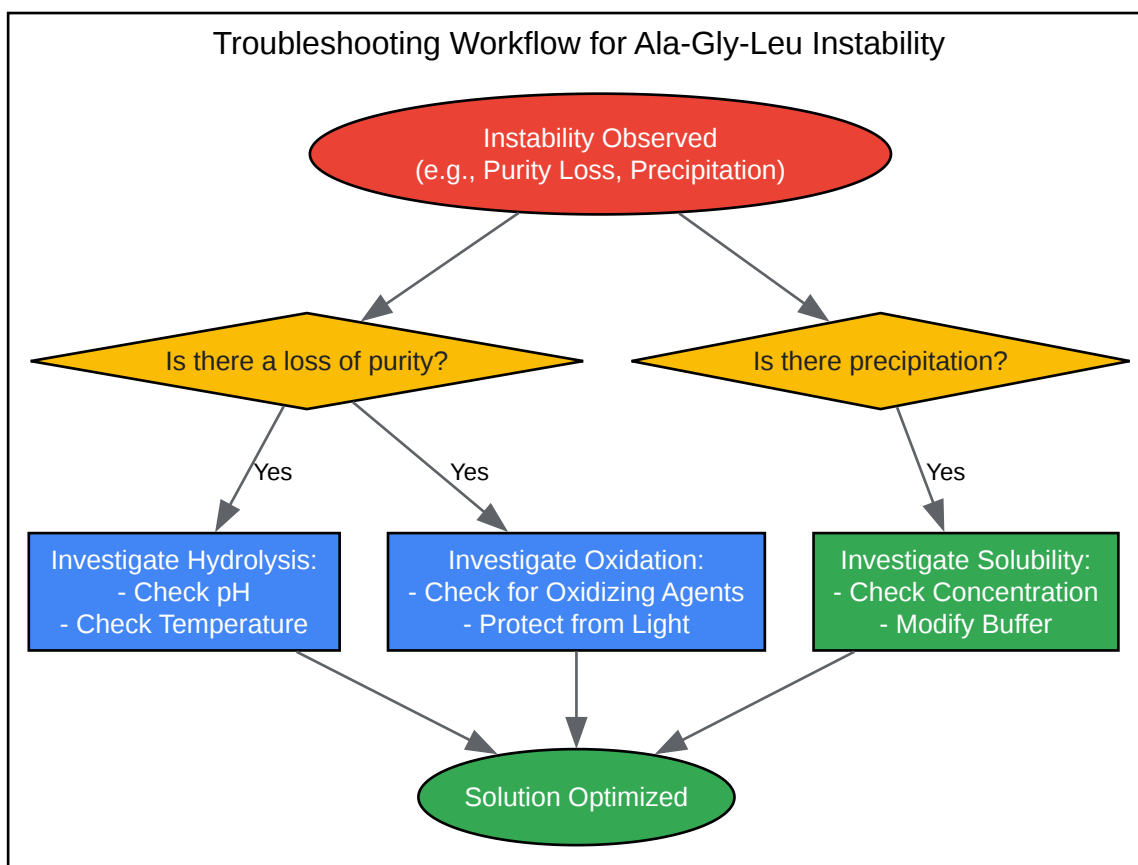 Troubleshooting Workflow for Ala-Gly-Leu Instability
Instability Observed
(e.g., Purity Loss, Precipitation)
Is there a loss of purity?
Is there precipitation?
Yes
Yes
Yes
Investigate Hydrolysis:
- Check pH
- Check Temperature
Investigate Oxidation:
- Check for Oxidizing Agents
- Protect from Light
Investigate Solubility:
- Check Concentration
- Modify Buffer
Solution Optimized